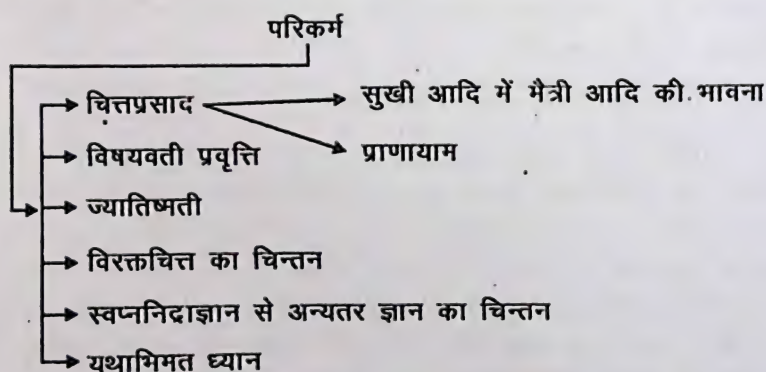 परिकर्म
चित्तप्रसाद सुखी आदि में मैत्री आदि की भावना
विषयवती प्रवृत्ति प्राणायाम
ज्यातिष्मती
विरक्तचित्त का चिन्तन
स्वप्ननिद्राज्ञान से अन्यतर ज्ञान का चिन्तन
यथाभिमत ध्यान